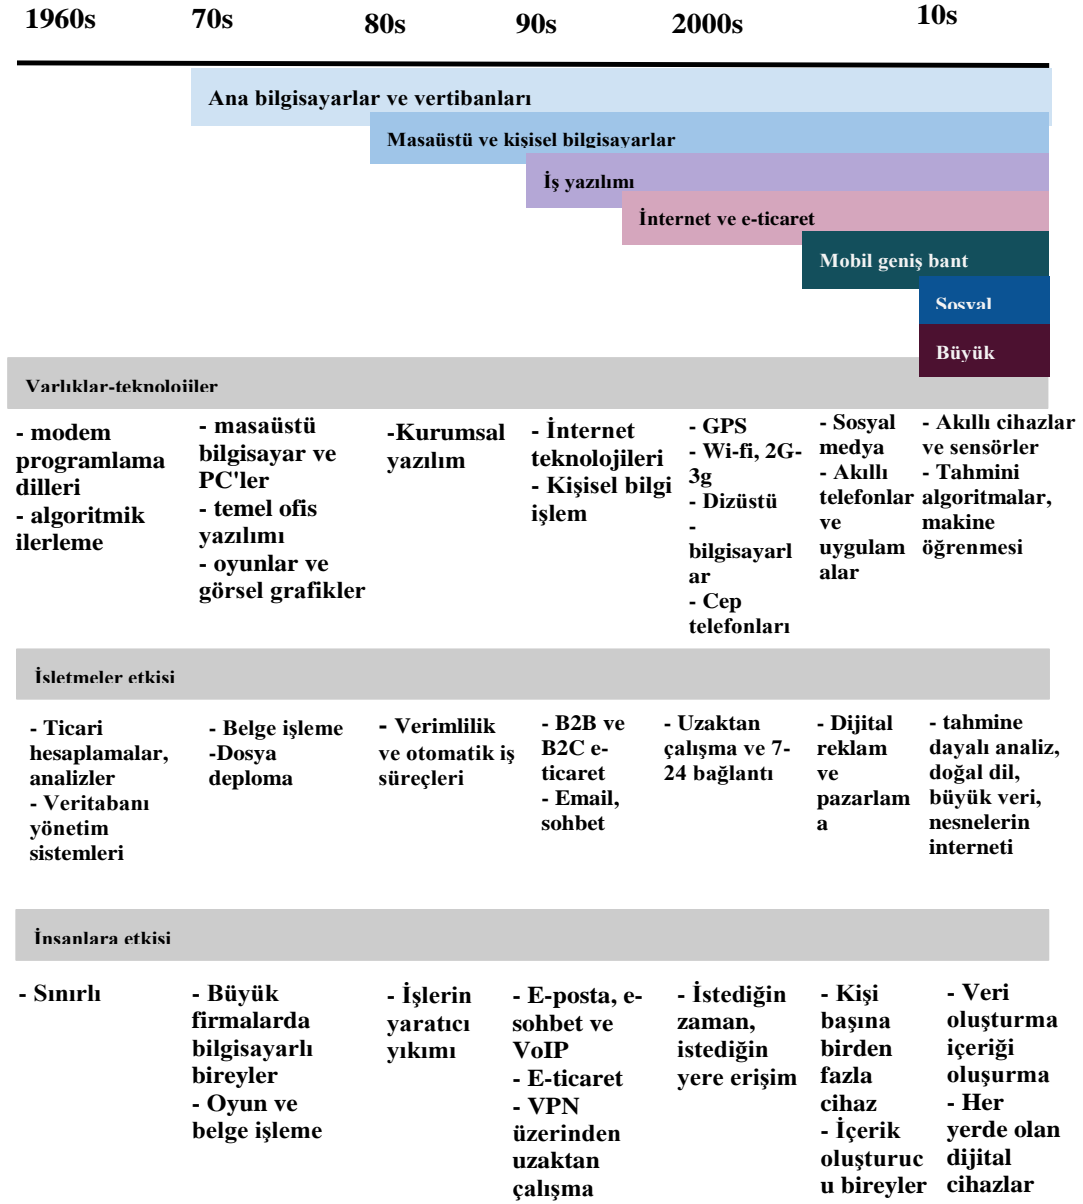 1960s 70s 80s 90s 2000s 10s
Ana bilgisayarlar ve vertibanları
Masaüstü ve kişisel bilgisayarlar
İş yazılımı
İnternet ve e-ticaret
Mobil geniş bant
Sosyal
Büyük
Varlıklar-teknolojiler
- modem
programlama
dilleri
- algoritmik
ilerleme
- masaüstü
bilgisayar ve
PC'ler
- temel ofis
yazılımı
- oyunlar ve
görsel grafikler
-Kurumsal
yazılım
- İnternet
teknolojileri
- Kişisel bilgi
işlem
- GPS
- Wi-fi, 2G-
3g
- Dizüstü
-
bilgisayarl
ar
- Cep
telefonları
- Sosyal
medya
- Akıllı
telefonlar
ve
uygulam
alar
- Akıllı cihazlar
ve sensörler
- Tahmini
algoritmalar,
makine
öğrenmesi
İşletmeler etkisi
- Ticari
hesaplamalar,
analizler
- Veritabanı
yönetim
sistemleri
- Belge işleme
-Dosya
deploma
- Verimlilik
ve otomatik iş
süreçleri
- B2B ve
B2C e-
ticaret
- Email,
sohbet
- Uzaktan
çalışma ve 7-
24 bağlantı
- Dijital
reklam
ve
pazarlam
a
- tahmine
dayalı analiz,
doğal dil,
büyük veri,
nesnelerin
interneti
İnsanlara etkisi
- Sınırlı
- Büyük
firmalarda
bilgisayarlı
bireyler
- Oyun ve
belge işleme
- İşlerin
yaratıcı
yıkımı
- E-posta, e-
sohbet ve
VoIP
- E-ticaret
- VPN
üzerinden
uzaktan
çalışma
- İstediğin
zaman,
istediğin
yere erişim
- Kişi
başına
birden
fazla
cihaz
- İçerik
oluşturuc
u bireyler
- Veri
oluşturma
içeriği
oluşurma
- Her
yerde olan
dijital
cihazlar